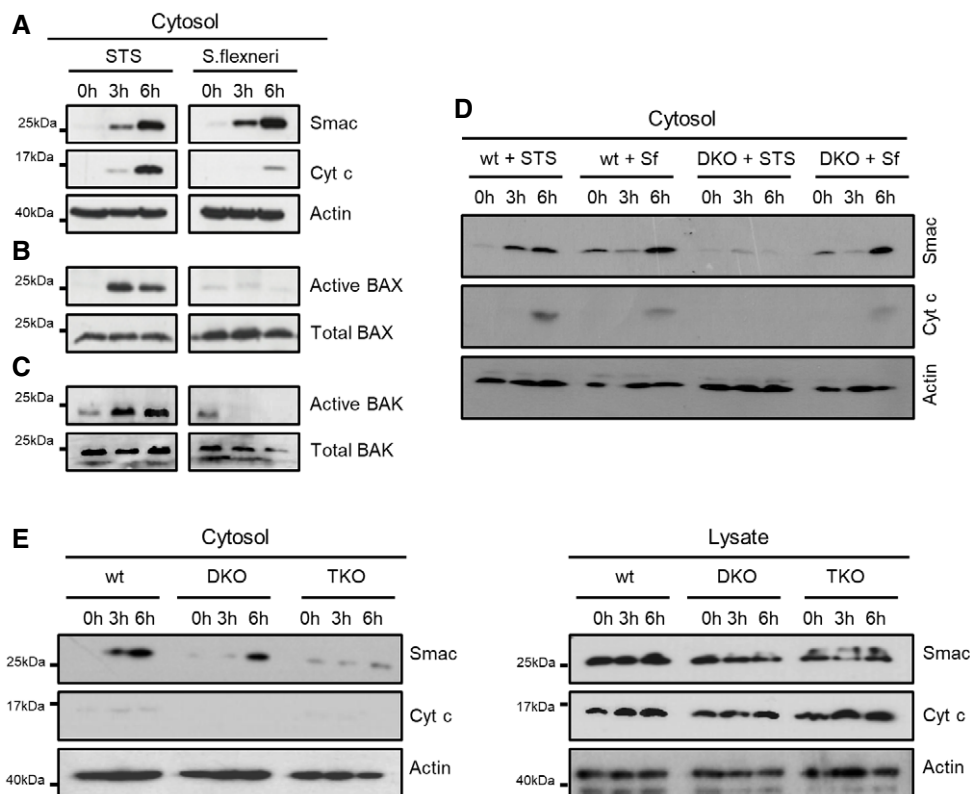 A
Cytosol
STS S.flexneri
0h 3h 6h 0h 3h 6h
25kDa Smac
17kDa Cyt c
40kDa Actin
B
25kDa Active BAX
25kDa Total BAX
C
25kDa Active BAK
25kDa Total BAK
D
Cytosol
wt + STS wt + Sf DKO + STS DKO + Sf
0h 3h 6h 0h 3h 6h 0h 3h 6h 0h 3h 6h
Smac
Cyt c
Actin
E
Cytosol
wt DKO TKO
0h 3h 6h 0h 3h 6h 0h 3h 6h
25kDa Smac
17kDa Cyt c
40kDa Actin
Lysate
wt DKO TKO
0h 3h 6h 0h 3h 6h 0h 3h 6h
25kDa Smac
17kDa Cyt c
40kDa Actin